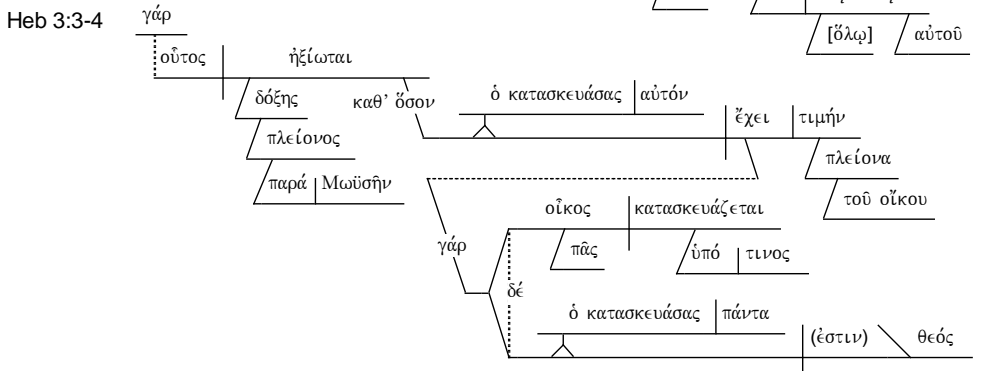 [ὅλῳ] αὐτοῦ
Heb 3:3-4 γάρ
οὗτος ἠξίωται
δόξης καθ’ ὅσον ὁ κατασκευάσας αὐτόν
ἔχει τιμήν
πλείονος
πλείονα
παρά Μωϋσῆν
τοῦ οἴκου
οἶκος κατασκευάζεται
γάρ πᾶς ὑπό τινος
δέ
ὁ κατασκευάσας πάντα
(ἐστιν) θεός